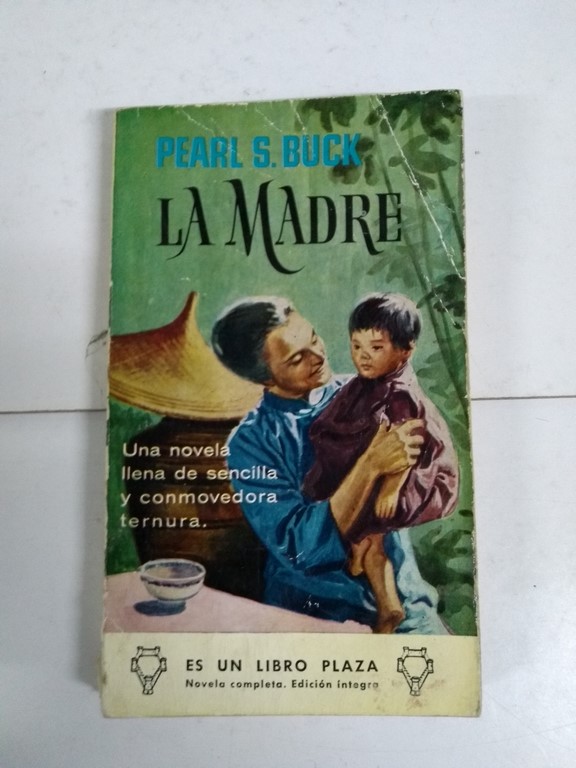 PEARL S. BUCK
LA MADRE
Una novela
llena de sencilla
y conmovedora
ternura.
ES UN LIBRO PLAZA
Novela completa. Edición íntegra